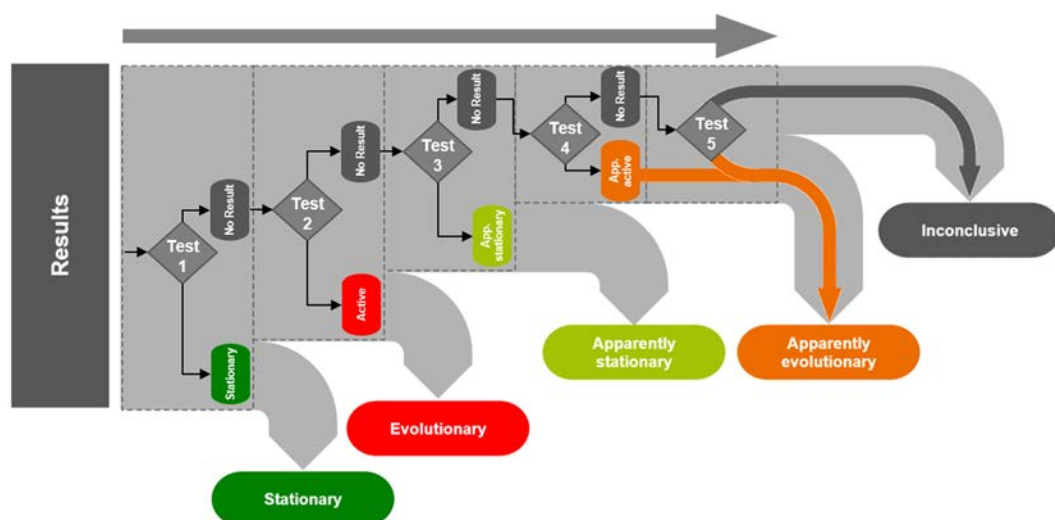 Results
Test
1
No Result
Stationary
Test
2
No Result
Active
Test
3
No Result
App.
stationary
Test
4
No Result
App.
active
Test
5
Inconclusive
Apparently
evolutionary
Apparently
stationary
Evolutionary
Stationary